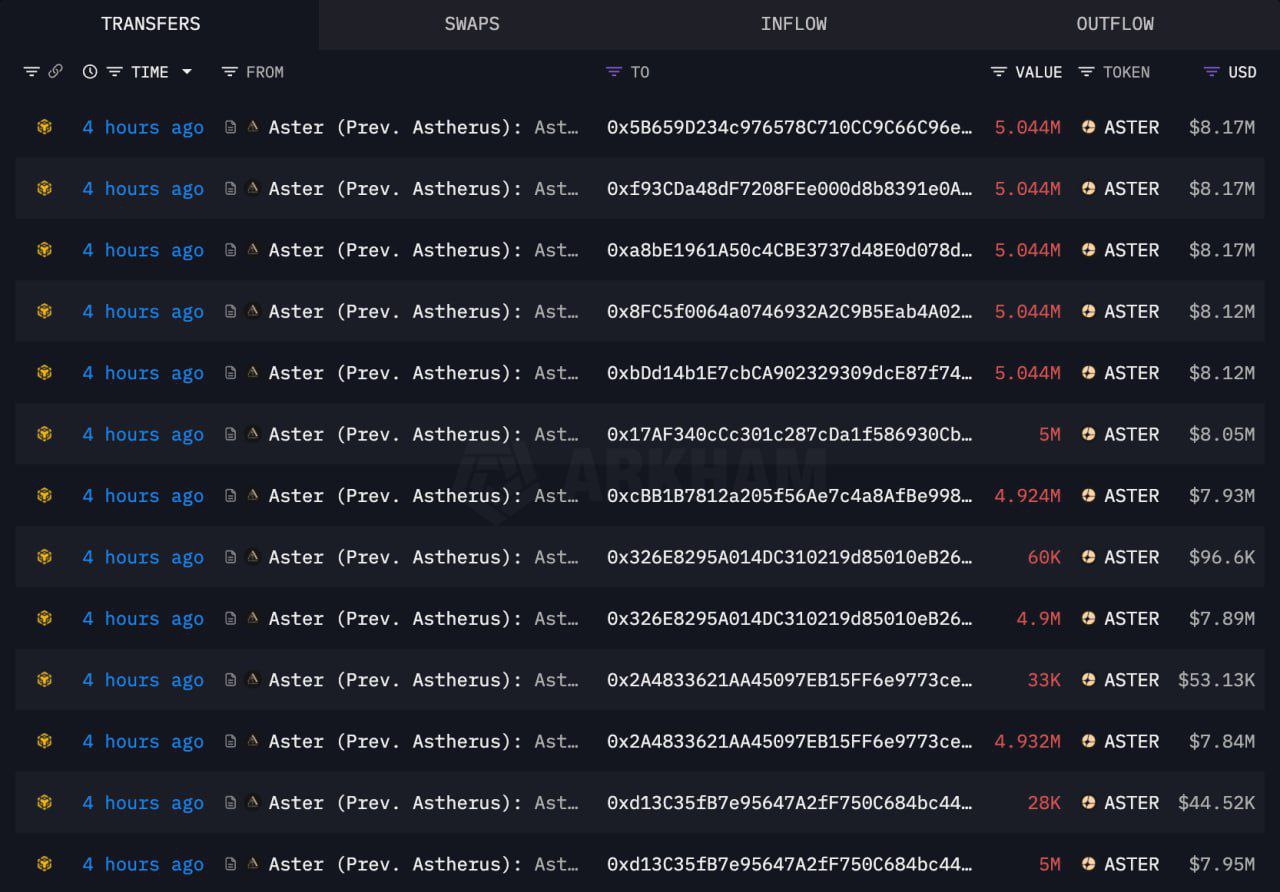 TRANSFERS SWAPS INFLOW OUTFLOW
TIME FROM TO VALUE TOKEN USD
4 hours ago Aster (Prev. Astherus): Ast… 0x5B659D234c976578C710CC9C66C96e… 5.044M ASTER $8.17M
4 hours ago Aster (Prev. Astherus): Ast… 0xf93CDa48dF7208FEe000d8b8391e0A… 5.044M ASTER $8.17M
4 hours ago Aster (Prev. Astherus): Ast… 0xa8bE1961A50c4CBE3737d48E0d078d… 5.044M ASTER $8.17M
4 hours ago Aster (Prev. Astherus): Ast… 0x8FC5f0064a0746932A2C9B5Eab4A02… 5.044M ASTER $8.12M
4 hours ago Aster (Prev. Astherus): Ast… 0xbDd14b1E7cbCA902329309dcE87f74… 5.044M ASTER $8.12M
4 hours ago Aster (Prev. Astherus): Ast… 0x17AF340cCc301c287cDa1f586930Cb… 5M ASTER $8.05M
ARKHAM
4 hours ago Aster (Prev. Astherus): Ast… 0xcBB1B7812a205f56Ae7c4a8AfBe998… 4.924M ASTER $7.93M
4 hours ago Aster (Prev. Astherus): Ast… 0x326E8295A014DC310219d85010eB26… 60K ASTER $96.6K
4 hours ago Aster (Prev. Astherus): Ast… 0x326E8295A014DC310219d85010eB26… 4.9M ASTER $7.89M
4 hours ago Aster (Prev. Astherus): Ast… 0x2A4833621AA45097EB15FF6e9773ce… 33K ASTER $53.13K
4 hours ago Aster (Prev. Astherus): Ast… 0x2A4833621AA45097EB15FF6e9773ce… 4.932M ASTER $7.84M
4 hours ago Aster (Prev. Astherus): Ast… 0xd13C35fB7e95647A2fF750C684bc44… 28K ASTER $44.52K
4 hours ago Aster (Prev. Astherus): Ast… 0xd13C35fB7e95647A2fF750C684bc44… 5M ASTER $7.95M